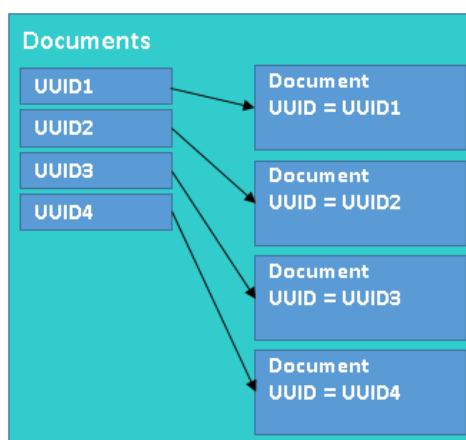 Documents
UUID1
UUID2
UUID3
UUID4
Document
UUID = UUID1
Document
UUID = UUID2
Document
UUID = UUID3
Document
UUID = UUID4